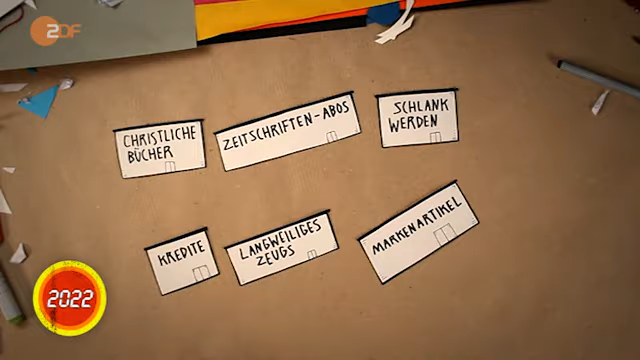 ZDF
CHRISTLICHE
BÜCHER
ZEITSCHRIFTEN-ABOS
SCHLANK
WERDEN
KREDITE
LANGWEILIGES
ZEUGS
MARKENARTIKEL
2022